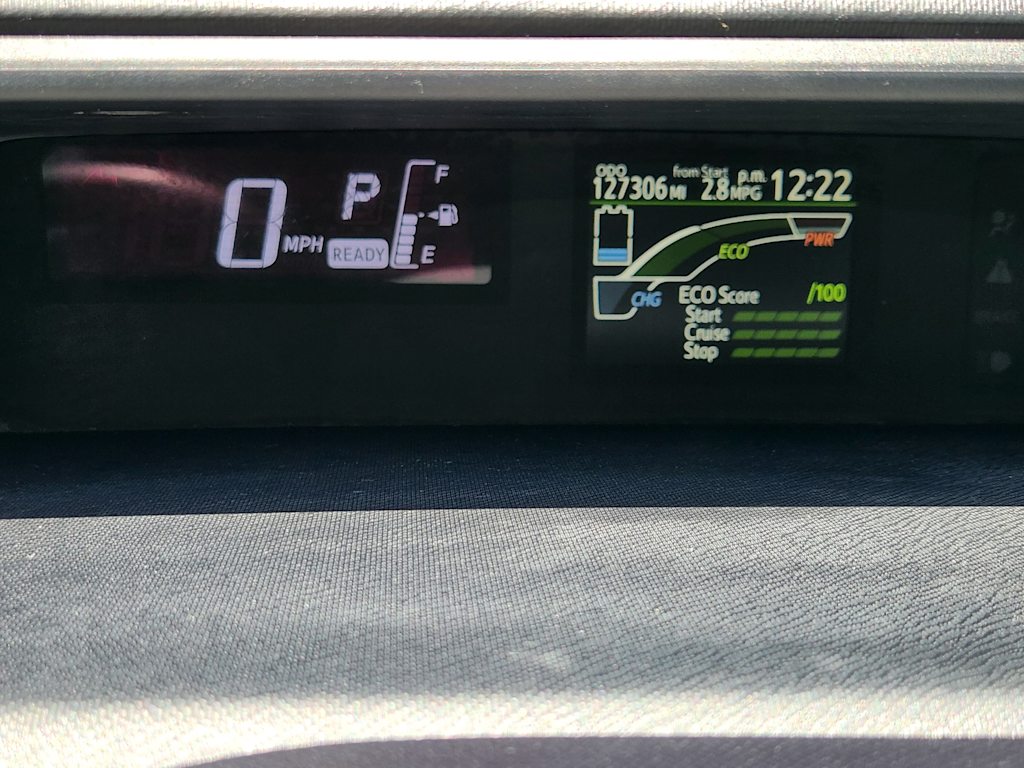 0 MPH
P
READY
F
E
ODO
127306 MI
from Start
2.8 MPG
p.m. 12:22
PWR
ECO
CHG
ECO Score /100
Start
Cruise
Stop